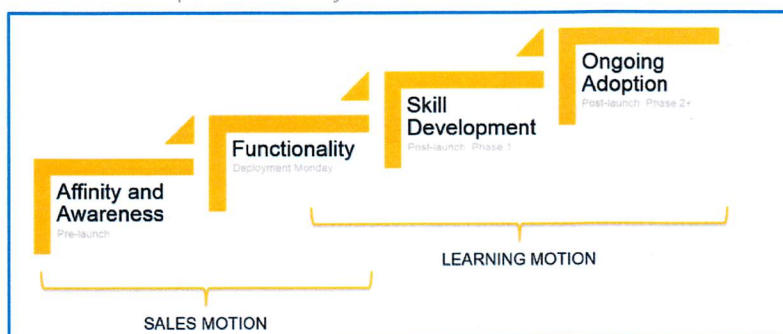 Affinity and
Awareness
Pre-launch
Functionality
Deployment Monday
Skill
Development
Post-launch Phase 1
Ongoing
Adoption
Post-launch Phase 2+
SALES MOTION
LEARNING MOTION